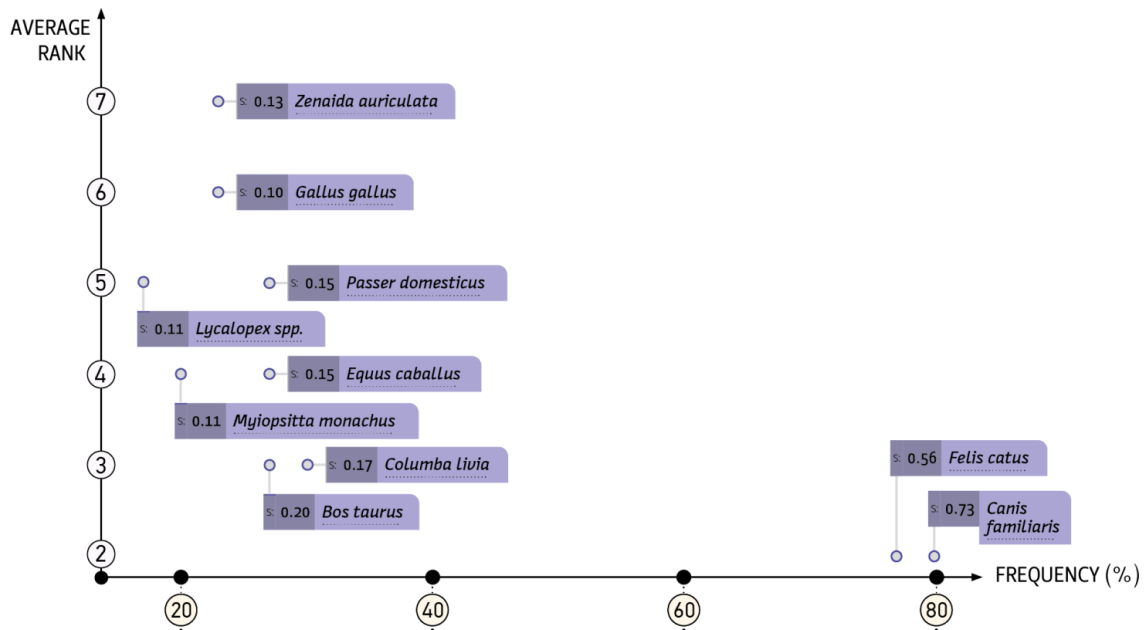 AVERAGE
RANK
7
S: 0.13 Zenaida auriculata
6
S: 0.10 Gallus gallus
5
S: 0.15 Passer domesticus
S: 0.11 Lycalopex spp.
4
S: 0.15 Equus caballus
S: 0.11 Myiopsitta monachus
3
S: 0.17 Columba livia
S: 0.56 Felis catus
S: 0.20 Bos taurus
S: 0.73 Canis
familiaris
2
FREQUENCY (%)
20 40 60 80